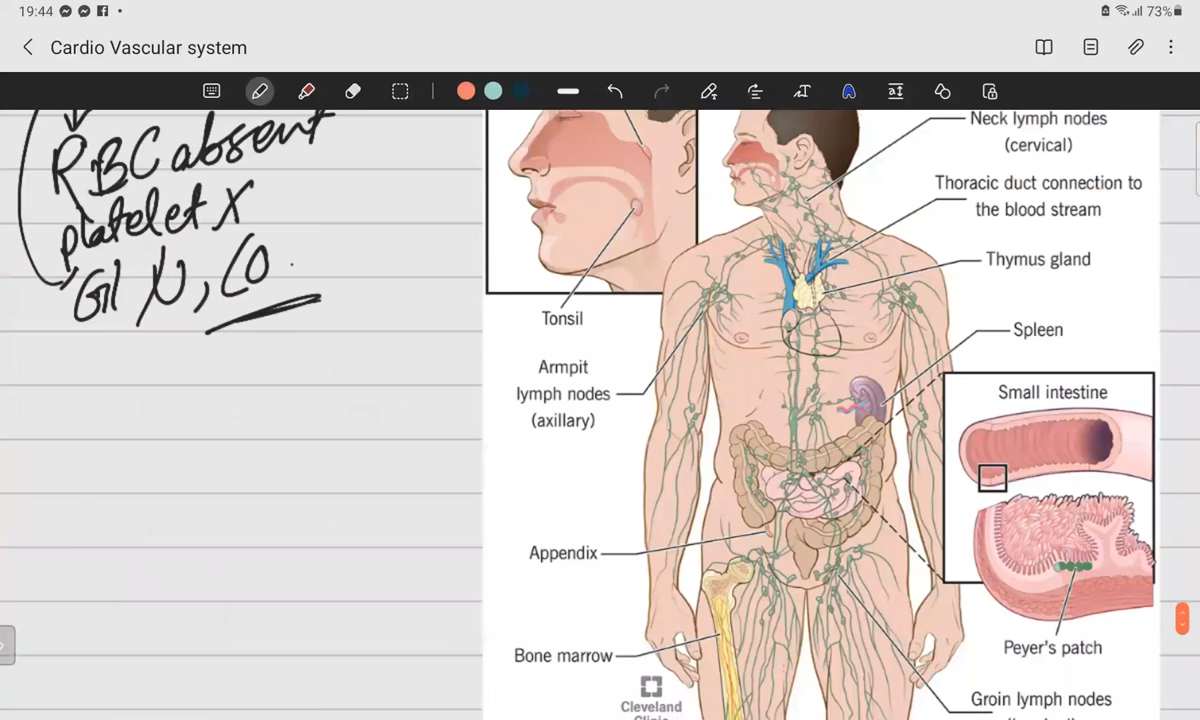 19:44
73%
Cardio Vascular system
RBC absent
platelet X
Neck lymph nodes
(cervical)
Thoracic duct connection to
the blood stream
Thymus gland
Tonsil
Spleen
Armpit
lymph nodes
(axillary)
Small intestine
Appendix
Bone marrow
Peyer's patch
Groin lymph nodes
Cleveland
Clinic